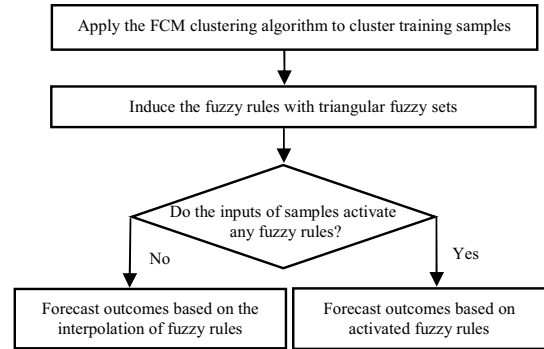 Apply the FCM clustering algorithm to cluster training samples
Induce the fuzzy rules with triangular fuzzy sets
Do the inputs of samples activate
any fuzzy rules?
No
Yes
Forecast outcomes based on the
interpolation of fuzzy rules
Forecast outcomes based on
activated fuzzy rules